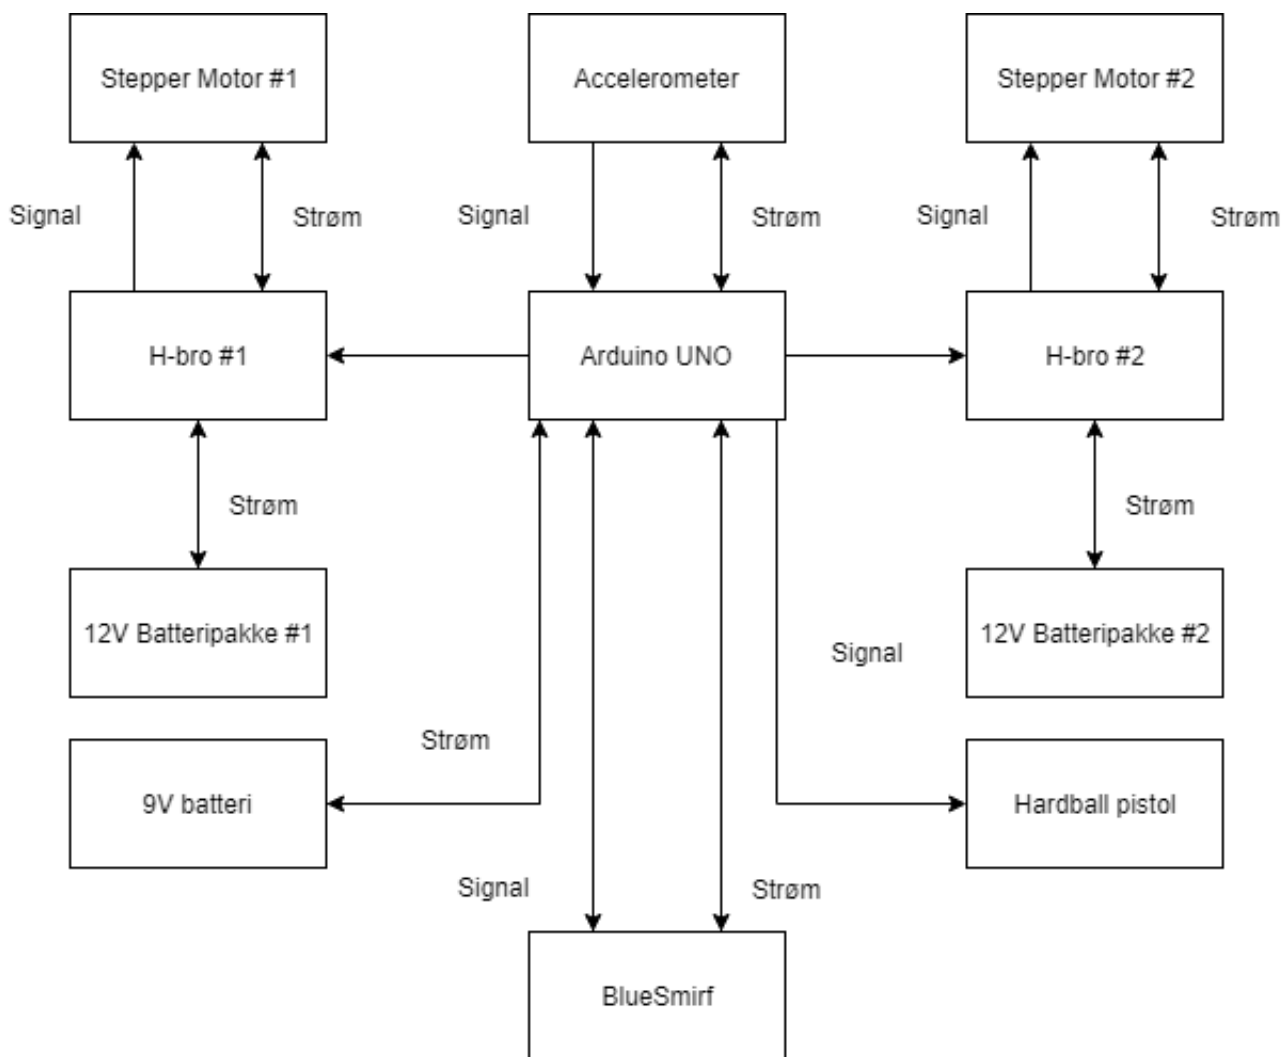 Stepper Motor #1
Accelerometer
Stepper Motor #2
Signal
Strøm
Signal
Strøm
Signal
Strøm
H-bro #1
Arduino UNO
H-bro #2
Strøm
Strøm
12V Batteripakke #1
12V Batteripakke #2
Signal
Strøm
9V batteri
Hardball pistol
Signal
Strøm
BlueSmirf